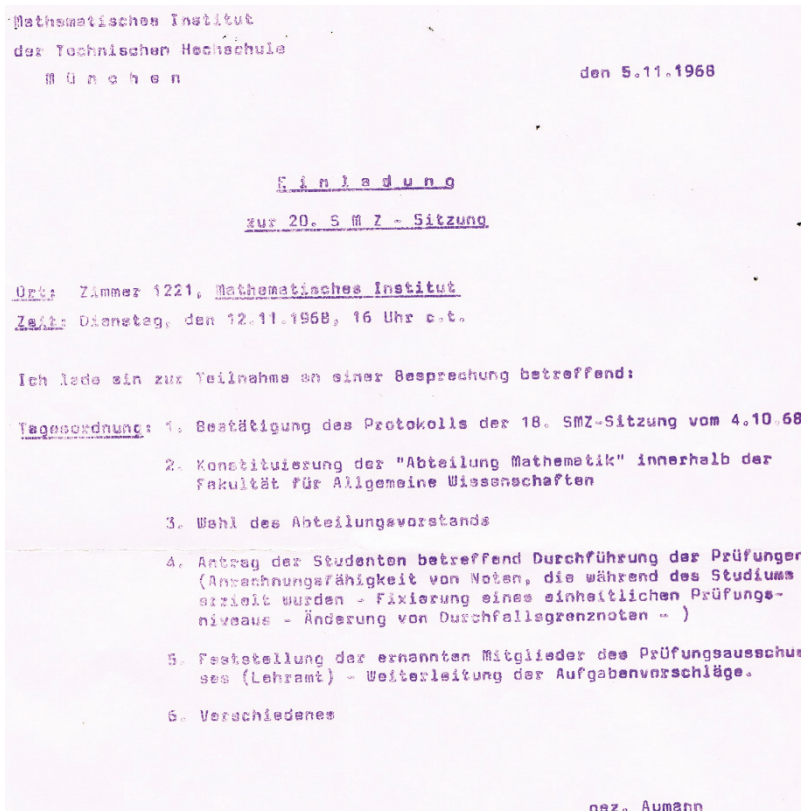 Mathematisches Institut
der Technischen Hochschule
M ü n c h e n
den 5.11.1968
E i n l a d u n g
zur 20. S M Z - Sitzung
Ort: Zimmer 1221, Mathematisches Institut
Zeit: Dienstag, den 12.11.1968, 16 Uhr c.t.
Ich lade ein zur Teilnahme an einer Besprechung betreffend:
Tagesordnung: 1. Bestätigung des Protokolls der 18. SMZ-Sitzung vom 4.10.68
2. Konstituierung der "Abteilung Mathematik" innerhalb der
Fakultät für Allgemeine Wissenschaften
3. Wahl des Abteilungsvorstands
4. Antrag der Studenten betreffend Durchführung der Prüfungen
(Anrechnungsfähigkeit von Noten, die während des Studiums
erzielt wurden - Fixierung eines einheitlichen Prüfungs-
niveaus - Änderung von Durchfallsgrenznoten - )
5. Feststellung der ernannten Mitglieder des Prüfungsausschus
ses (Lehramt) - Weiterleitung der Aufgabenvorschläge.
6. Verschiedenes
gez. Aumann